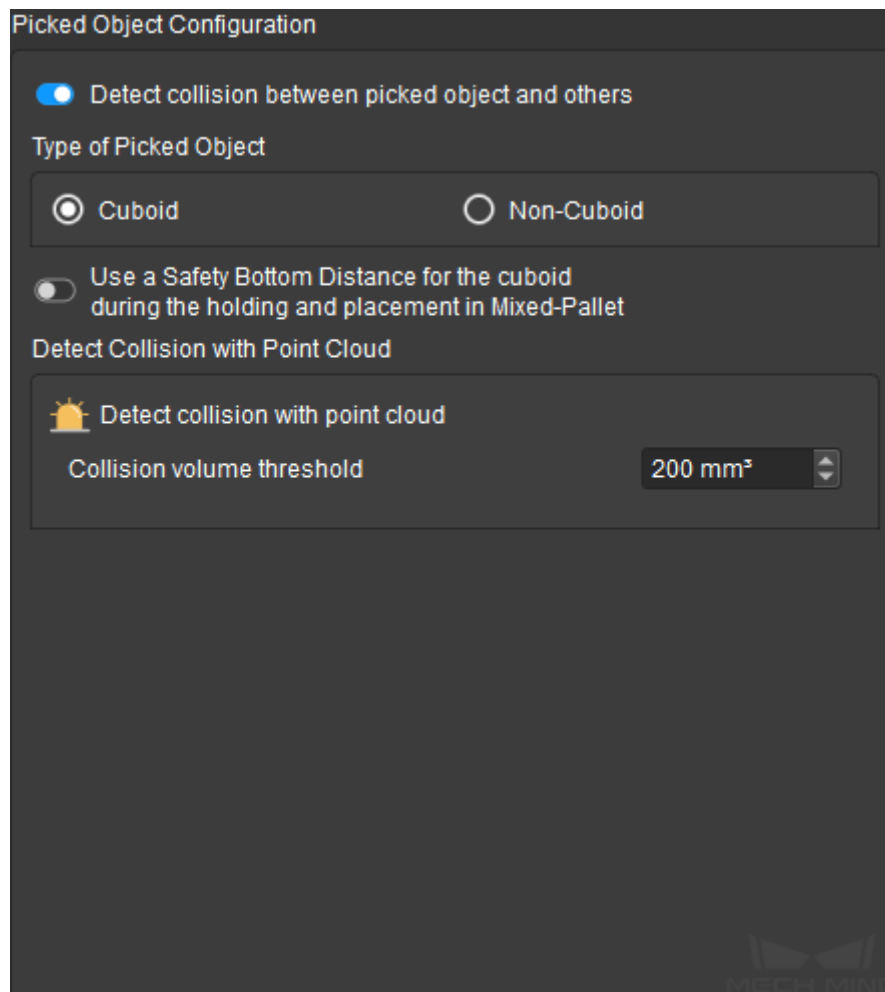 Picked Object Configuration
Detect collision between picked object and others
Type of Picked Object
Cuboid
Non-Cuboid
Use a Safety Bottom Distance for the cuboid
during the holding and placement in Mixed-Pallet
Detect Collision with Point Cloud
Detect collision with point cloud
Collision volume threshold
200 mm³
MECH MIND